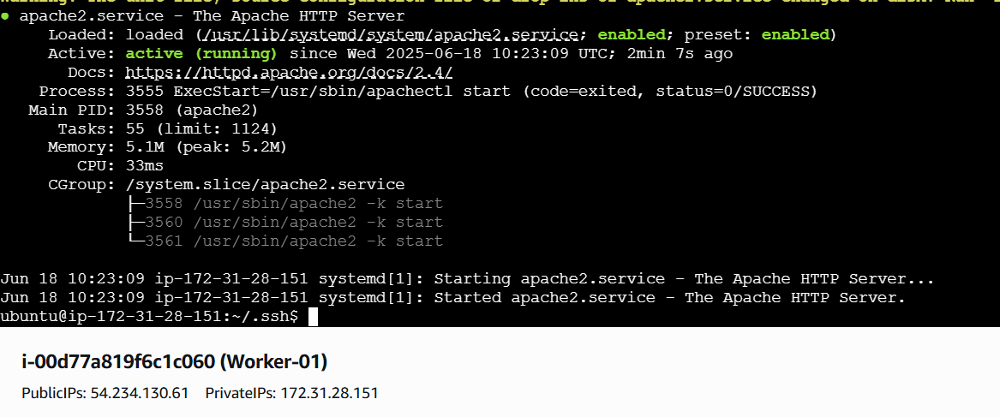 ● apache2.service - The Apache HTTP Server
Loaded: loaded (/usr/lib/systemd/system/apache2.service; enabled; preset: enabled)
Active: active (running) since Wed 2025-06-18 10:23:09 UTC; 2min 7s ago
Docs: https://httpd.apache.org/docs/2.4/
Process: 3555 ExecStart=/usr/sbin/apachectl start (code=exited, status=0/SUCCESS)
Main PID: 3558 (apache2)
Tasks: 55 (limit: 1124)
Memory: 5.1M (peak: 5.2M)
CPU: 33ms
CGroup: /system.slice/apache2.service
├─3558 /usr/sbin/apache2 -k start
├─3560 /usr/sbin/apache2 -k start
└─3561 /usr/sbin/apache2 -k start
Jun 18 10:23:09 ip-172-31-28-151 systemd[1]: Starting apache2.service - The Apache HTTP Server...
Jun 18 10:23:09 ip-172-31-28-151 systemd[1]: Started apache2.service - The Apache HTTP Server.
ubuntu@ip-172-31-28-151:~/.ssh$
i-00d77a819f6c1c060 (Worker-01)
PublicIPs: 54.234.130.61 PrivateIPs: 172.31.28.151